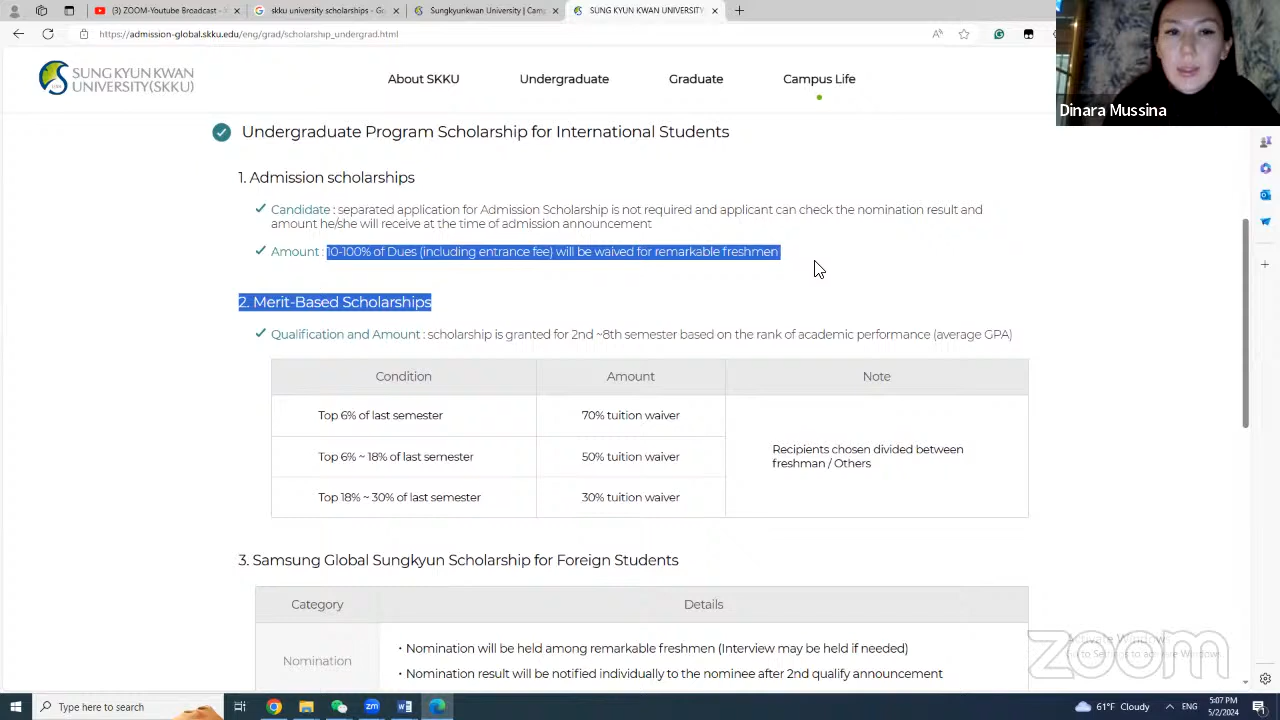 (3) ZOOM-Youtube Broadcast -
skku university scholarships - Go
Sungkyunkwan University | Camp
SUNG KYUN KWAN UNIVERSITY
https://admission-global.skku.edu/eng/grad/scholarship_undergrad.html
SUNG KYUN KWAN
UNIVERSITY(SKKU)
About SKKU
Undergraduate
Graduate
Campus Life
Dinara Mussina
Undergraduate Program Scholarship for International Students
1. Admission scholarships
Candidate : separated application for Admission Scholarship is not required and applicant can check the nomination result and
amount he/she will receive at the time of admission announcement
Amount : 10-100% of Dues (including entrance fee) will be waived for remarkable freshmen
2. Merit-Based Scholarships
Qualification and Amount : scholarship is granted for 2nd ~8th semester based on the rank of academic performance (average GPA)
Condition
Amount
Note
Top 6% of last semester
70% tuition waiver
Top 6% ~ 18% of last semester
50% tuition waiver
Recipients chosen divided between
freshman / Others
Top 18% ~ 30% of last semester
30% tuition waiver
3. Samsung Global Sungkyun Scholarship for Foreign Students
Category
Details
Nomination
• Nomination will be held among remarkable freshmen (Interview may be held if needed)
• Nomination result will be notified individually to the nominee after 2nd qualify announcement
Activate Windows
Go to Settings to activate Windows.
zoom
Type here to search
61°F Cloudy
ENG
5:07 PM
5/2/2024